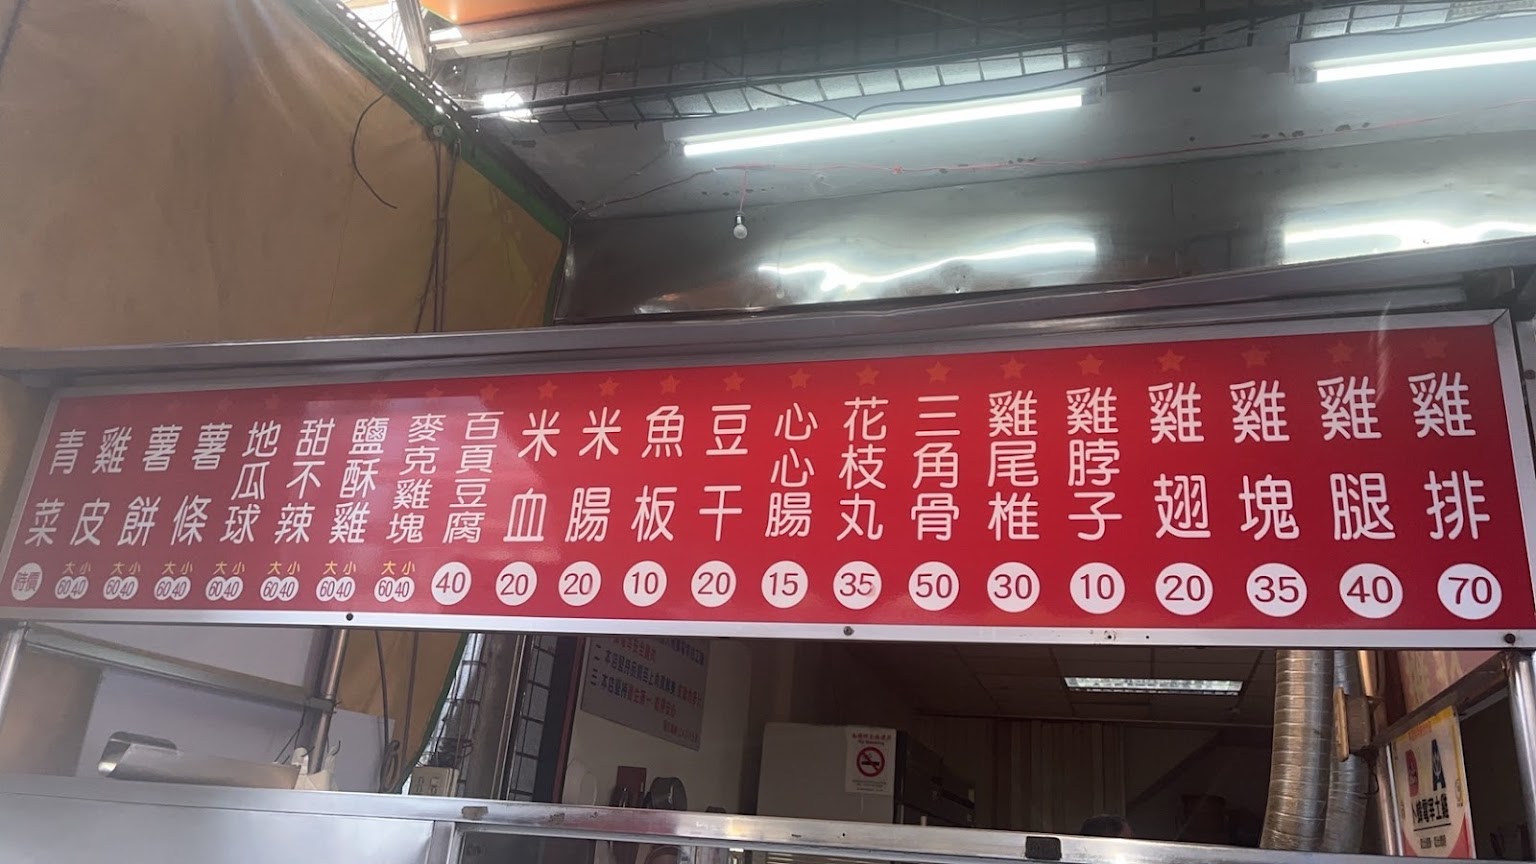 雞排 70
雞腿 40
雞塊 35
雞翅 20
雞脖子 10
雞尾椎 30
三角骨 50
花枝丸 35
心心腸 15
豆干 20
魚板 10
米腸 20
米血 20
百頁豆腐 40
麥克雞塊 大60 小40
鹽酥雞 大60 小40
甜不辣 大60 小40
地瓜球 大60 小40
薯條 大60 小40
薯餅 大60 小40
雞皮 大60 小40
青菜 時價